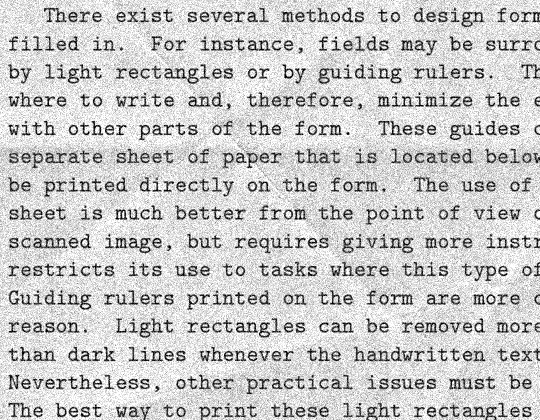 There exist several methods to design form
filled in. For instance, fields may be surro
by light rectangles or by guiding rulers. Th
where to write and, therefore, minimize the e
with other parts of the form. These guides c
separate sheet of paper that is located below
be printed directly on the form. The use of
sheet is much better from the point of view o
scanned image, but requires giving more instr
restricts its use to tasks where this type of
Guiding rulers printed on the form are more c
reason. Light rectangles can be removed more
than dark lines whenever the handwritten text
Nevertheless, other practical issues must be
The best way to print these light rectangles